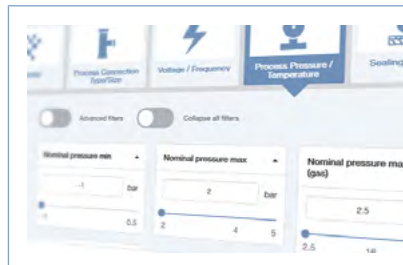 Process Connection
Type/Size
Voltage / Frequency
Process Pressure /
Temperature
Sealing
Advanced filters
Collapse all filters
Nominal pressure min
-1
bar
0.5
Nominal pressure max
2
bar
2 4 5
Nominal pressure ma
(gas)
2.5
2.5 16